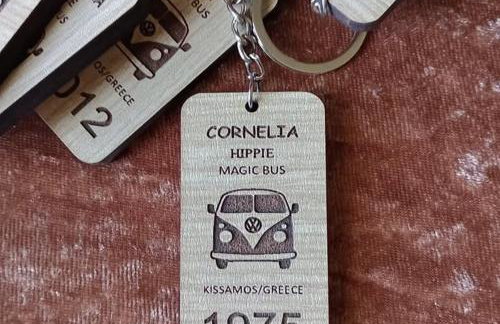 BUS
OS/GREECE
012
CORNELIA
HIPPIE
MAGIC BUS
KISSAMOS/GREECE
1975